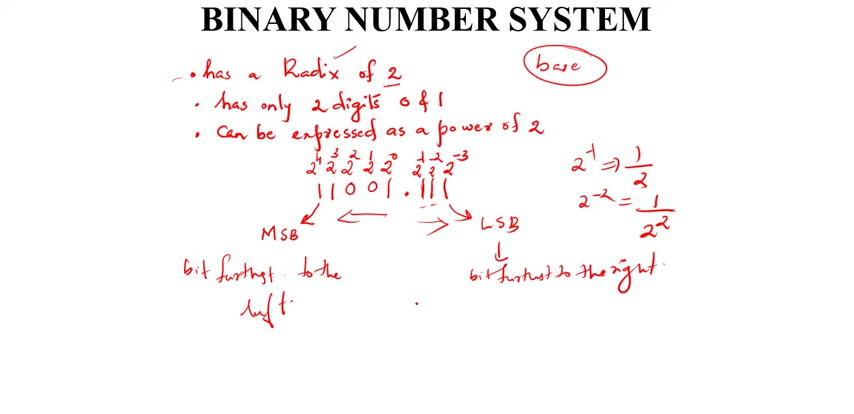 BINARY NUMBER SYSTEM
• has a Radix of 2
base
• has only 2 digits 0 & 1
• Can be expressed as a power of 2
2⁴ 2³ 2² 2¹ 2⁰ 2⁻¹ 2⁻² 2⁻³
1 1 0 0 1 . 1 1 1
2⁻¹ ⇒ 1/2
2⁻² = 1/2²
MSB
LSB
bit furthest to the
left.
bit furthest to the right.